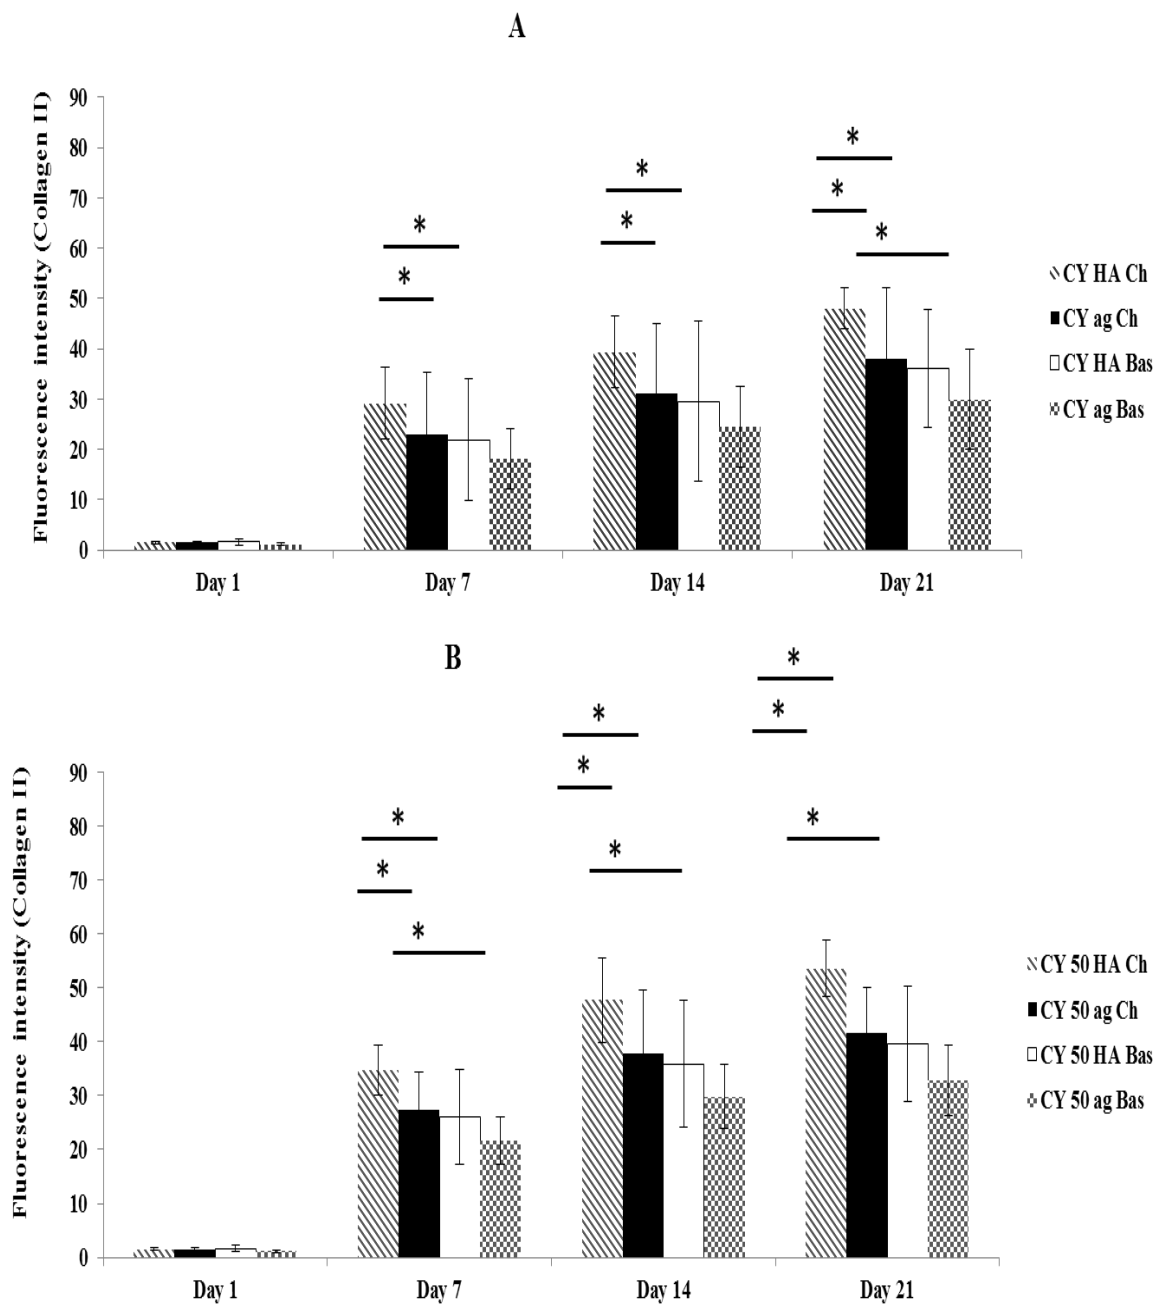 A
Fluorescence intensity (Collagen II)
90
80
70
60
50
40
30
20
10
0
*
*
*
*
*
*
*
Day 1
Day 7
Day 14
Day 21
CY HA Ch
CY ag Ch
CY HA Bas
CY ag Bas
B
Fluorescence intensity (Collagen II)
90
80
70
60
50
40
30
20
10
0
*
*
*
*
*
*
*
*
*
Day 1
Day 7
Day 14
Day 21
CY 50 HA Ch
CY 50 ag Ch
CY 50 HA Bas
CY 50 ag Bas